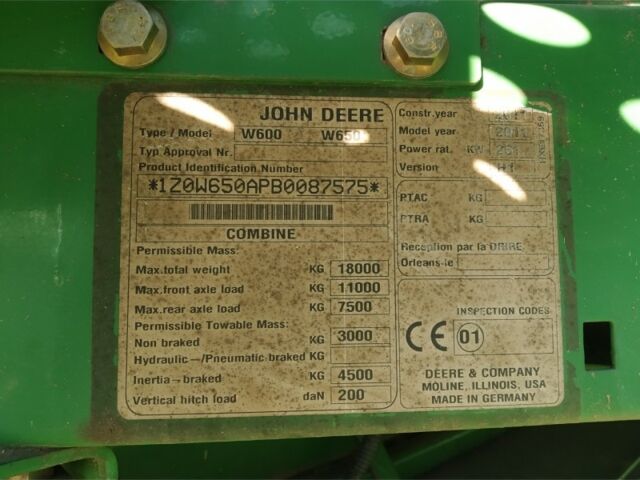 JOHN DEERE
Type / Model W600 W650
Typ Approval Nr.
Product Identification Number
*1Z0W650APB0087575*
COMBINE
Permissible Mass:
Max.total weight KG 18000
Max.front axle load KG 11000
Max.rear axle load KG 7500
Permissible Towable Mass:
Non braked KG 3000
Hydraulic→/Pneumatic braked KG
Inertia→braked KG 4500
Vertical hitch load daN 200
Constr.year
Model year 2011
Power rat. KW
Version
PTAC KG
PTRA KG
Reception par la DRIRE
Orleans-le
INSPECTION CODES
CE 01
DEERE & COMPANY
MOLINE, ILLINOIS, USA
MADE IN GERMANY